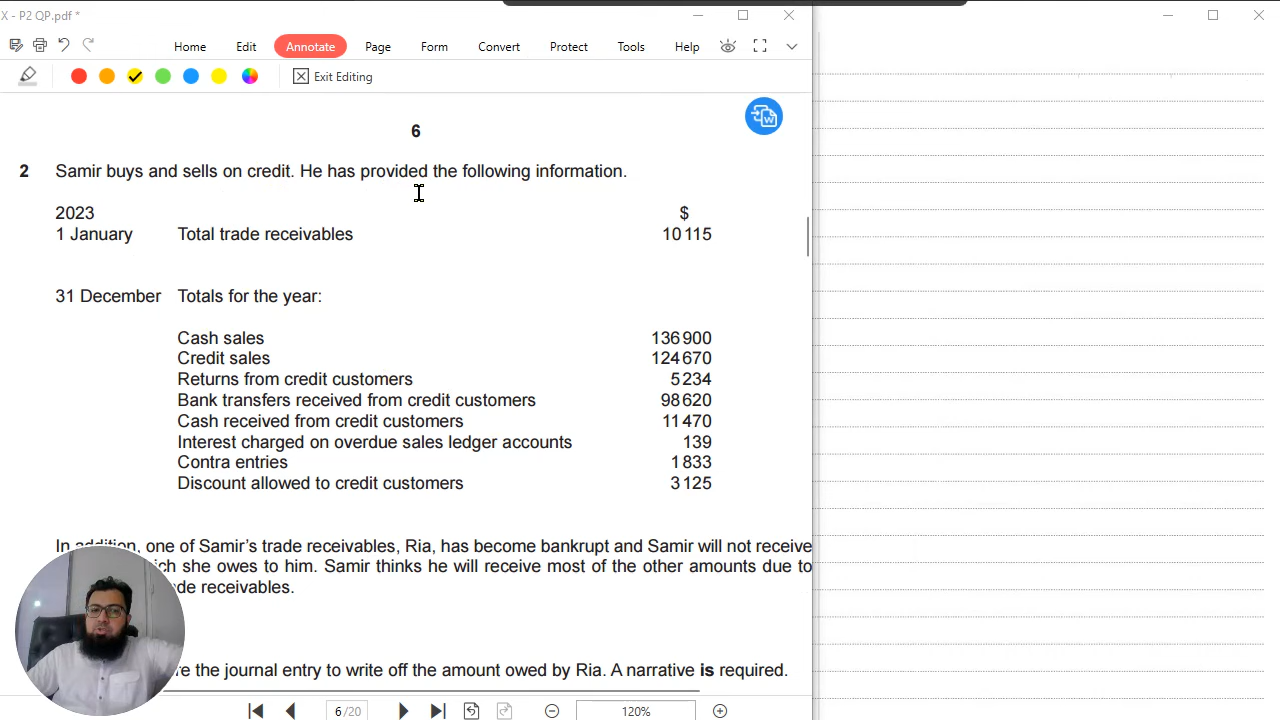 X - P2 QP.pdf *
Home Edit Annotate Page Form Convert Protect Tools Help
Exit Editing
W
6
2 Samir buys and sells on credit. He has provided the following information.
2023 $
1 January Total trade receivables 10 115
31 December Totals for the year:
Cash sales 136 900
Credit sales 124 670
Returns from credit customers 5 234
Bank transfers received from credit customers 98 620
Cash received from credit customers 11 470
Interest charged on overdue sales ledger accounts 139
Contra entries 1 833
Discount allowed to credit customers 3 125
In addition, one of Samir's trade receivables, Ria, has become bankrupt and Samir will not receive
she owes to him. Samir thinks he will receive most of the other amounts due to
receivables.
the journal entry to write off the amount owed by Ria. A narrative is required.
6 /20
120%